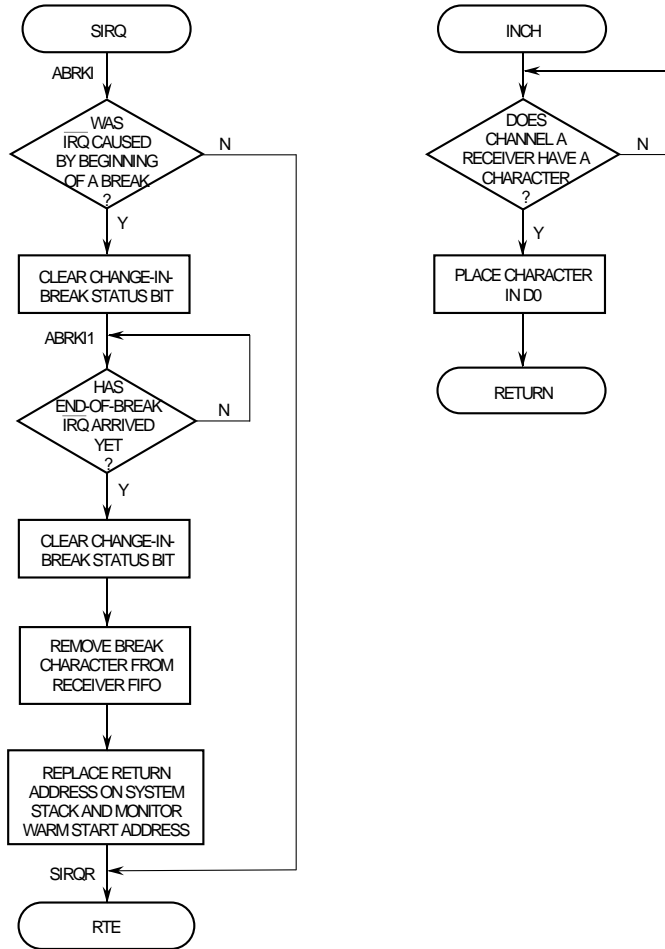 SIRQ
ABRKI
WAS
IRQ CAUSED
BY BEGINNING
OF A BREAK
?
N
Y
CLEAR CHANGE-IN-
BREAK STATUS BIT
ABRKI1
HAS
END-OF-BREAK
IRQ ARRIVED
YET
?
N
Y
CLEAR CHANGE-IN-
BREAK STATUS BIT
REMOVE BREAK
CHARACTER FROM
RECEIVER FIFO
REPLACE RETURN
ADDRESS ON SYSTEM
STACK AND MONITOR
WARM START ADDRESS
SIRQR
RTE
INCH
DOES
CHANNEL A
RECEIVER HAVE A
CHARACTER
?
N
Y
PLACE CHARACTER
IN D0
RETURN